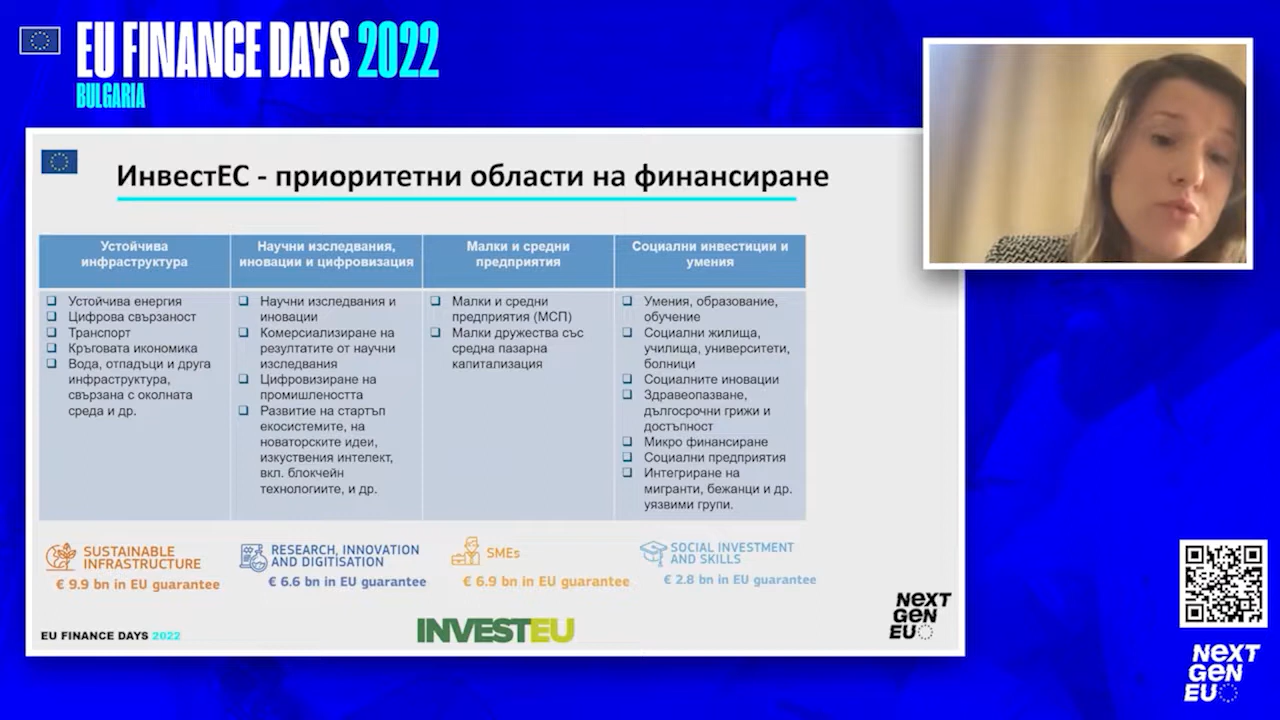 EU FINANCE DAYS 2022
BULGARIA
ИнвестЕС - приоритетни области на финансиране
Устойчива
инфраструктура
Устойчива енергия
Цифрова свързаност
Транспорт
Кръговата икономика
Вода, отпадъци и друга
инфраструктура,
свързана с околната
среда и др.
Научни изследвания,
иновации и цифровизация
Научни изследвания и
иновации
Комерсиализиране на
резултатите от научни
изследвания
Цифровизиране на
промишлеността
Развитие на стартъп
екосистемите, на
новаторските идеи,
изкуствения интелект,
вкл. блокчейн
технологиите, и др.
Малки и средни
предприятия
Малки и средни
предприятия (МСП)
Малки дружества със
средна пазарна
капитализация
Социални инвестиции и
умения
Умения, образование,
обучение
Социални жилища,
училища, университети,
болници
Социалните иновации
Здравеопазване,
дългосрочни грижи и
достъпност
Микро финансиране
Социални предприятия
Интегриране на
мигранти, бежанци и др.
уязвими групи.
SUSTAINABLE
INFRASTRUCTURE
€ 9.9 bn in EU guarantee
RESEARCH, INNOVATION
AND DIGITISATION
€ 6.6 bn in EU guarantee
SMEs
€ 6.9 bn in EU guarantee
SOCIAL INVESTMENT
AND SKILLS
€ 2.8 bn in EU guarantee
EU FINANCE DAYS 2022
INVESTEU
NEXT
GEN
EU
NEXT
GEN
EU